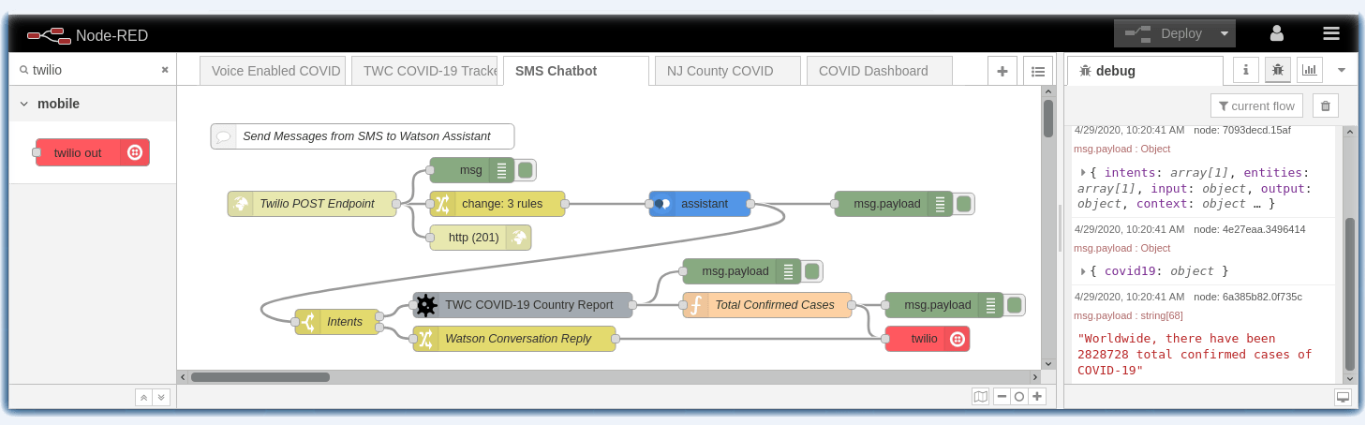 Node-RED
Deploy
twilio
mobile
twilio out
Voice Enabled COVID
TWC COVID-19 Tracke
SMS Chatbot
NJ County COVID
COVID Dashboard
Send Messages from SMS to Watson Assistant
msg
Twilio POST Endpoint
change: 3 rules
assistant
msg.payload
http (201)
msg.payload
TWC COVID-19 Country Report
Total Confirmed Cases
msg.payload
Intents
Watson Conversation Reply
twilio
debug
i
current flow
4/29/2020, 10:20:41 AM node: 7093decd.15af
msg.payload : Object
{ intents: array[1], entities:
array[1], input: object, output:
object, context: object … }
4/29/2020, 10:20:41 AM node: 4e27eaa.3496414
msg.payload : Object
{ covid19: object }
4/29/2020, 10:20:41 AM node: 6a385b82.0f735c
msg.payload : string[68]
"Worldwide, there have been
2828728 total confirmed cases of
COVID-19"